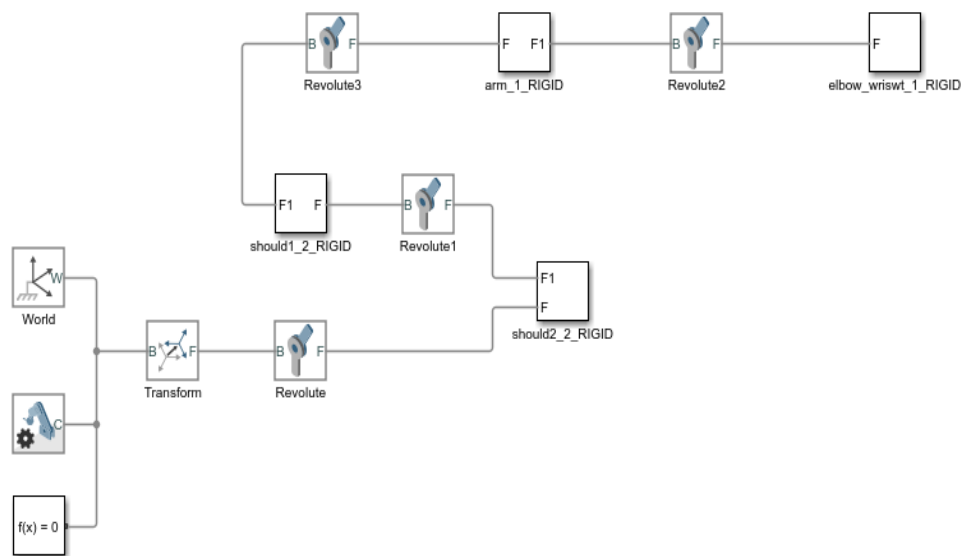 B F
Revolute3
F F1
arm_1_RIGID
B F
Revolute2
F
elbow_wriswt_1_RIGID
F1 F
should1_2_RIGID
B F
Revolute1
W
World
F1
F
should2_2_RIGID
B F
Transform
B F
Revolute
C
f(x) = 0